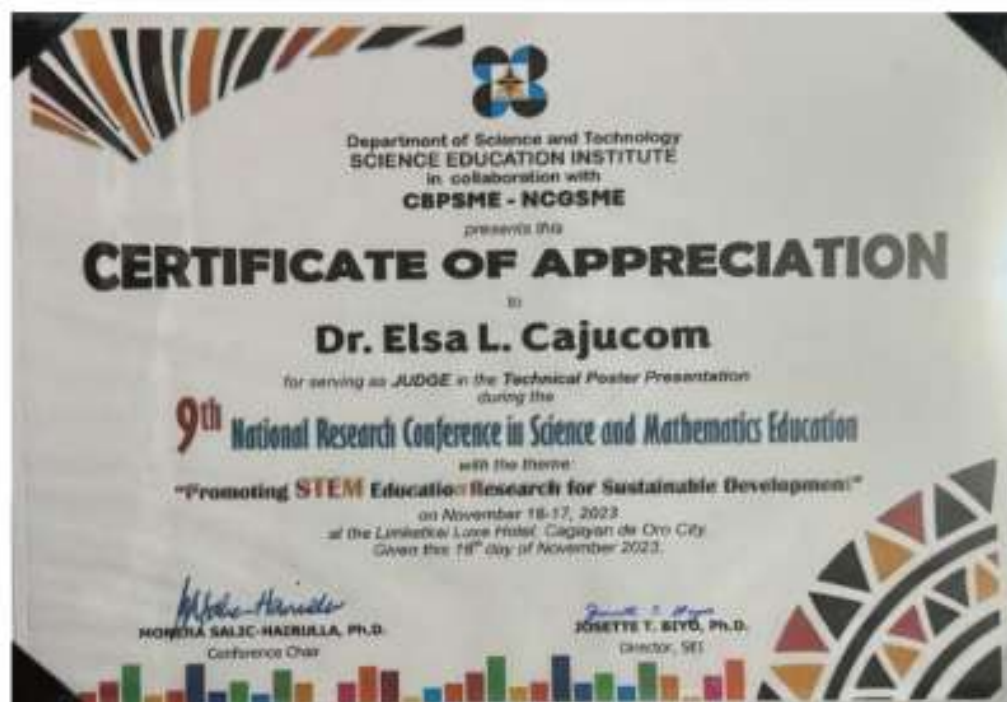 Department of Science and Technology
SCIENCE EDUCATION INSTITUTE
in collaboration with
CBPSME - NCGSME
presents this
CERTIFICATE OF APPRECIATION
to
Dr. Elsa L. Cajucom
for serving as JUDGE in the Technical Poster Presentation
during the
9th National Research Conference in Science and Mathematics Education
with the theme:
"Promoting STEM Education Research for Sustainable Development"
on November 16-17, 2023
at the Limketkai Luxe Hotel, Cagayan de Oro City.
Given this 16th day of November 2023.
MONERA SALIC-HAIRULLA, Ph.D.
Conference Chair
JOSETTE T. BIYO, Ph.D.
Director, SEI